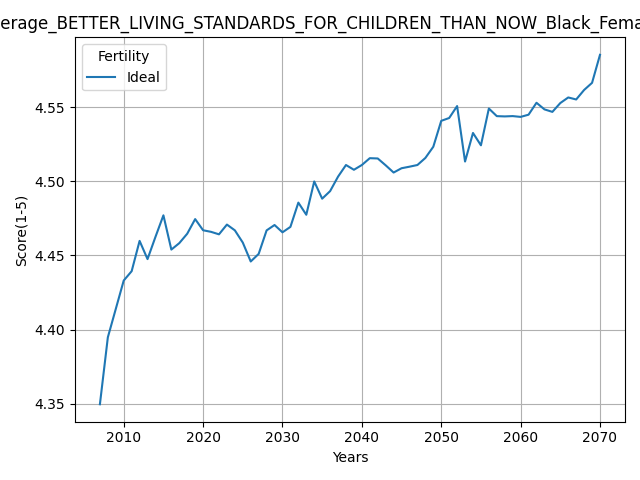 erage_BETTER_LIVING_STANDARDS_FOR_CHILDREN_THAN_NOW_Black_Fema
Fertility
Ideal
4.55
4.50
4.45
4.40
4.35
Score(1-5)
2010 2020 2030 2040 2050 2060 2070
Years